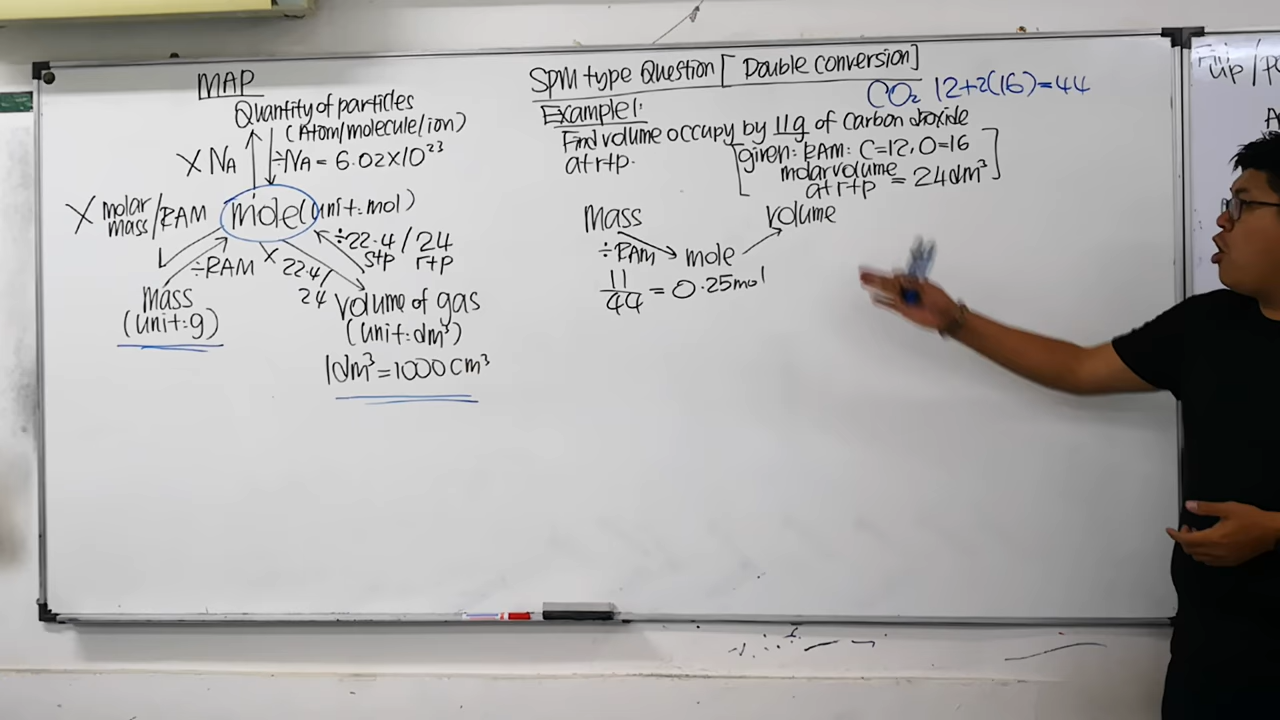 MAP
Quantity of particles
(Atom/molecule/ion)
× NA
÷NA = 6.02×10²³
× molar mass/RAM
mole (unit: mol)
÷22.4 / 24
s+p r+p
÷RAM
× 22.4/
24
Mass
(unit: g)
volume of gas
(unit: dm³)
1dm³ = 1000 cm³
SPM type Question [Double conversion]
CO₂ 12+2(16)=44
Example 1:
Find volume occupy by 11g of Carbon dioxide
at r+p.
[given: RAM: C=12, O=16
molar volume
at r+p = 24dm³]
Mass
volume
÷RAM
mole
11/44 = 0.25mol
up /